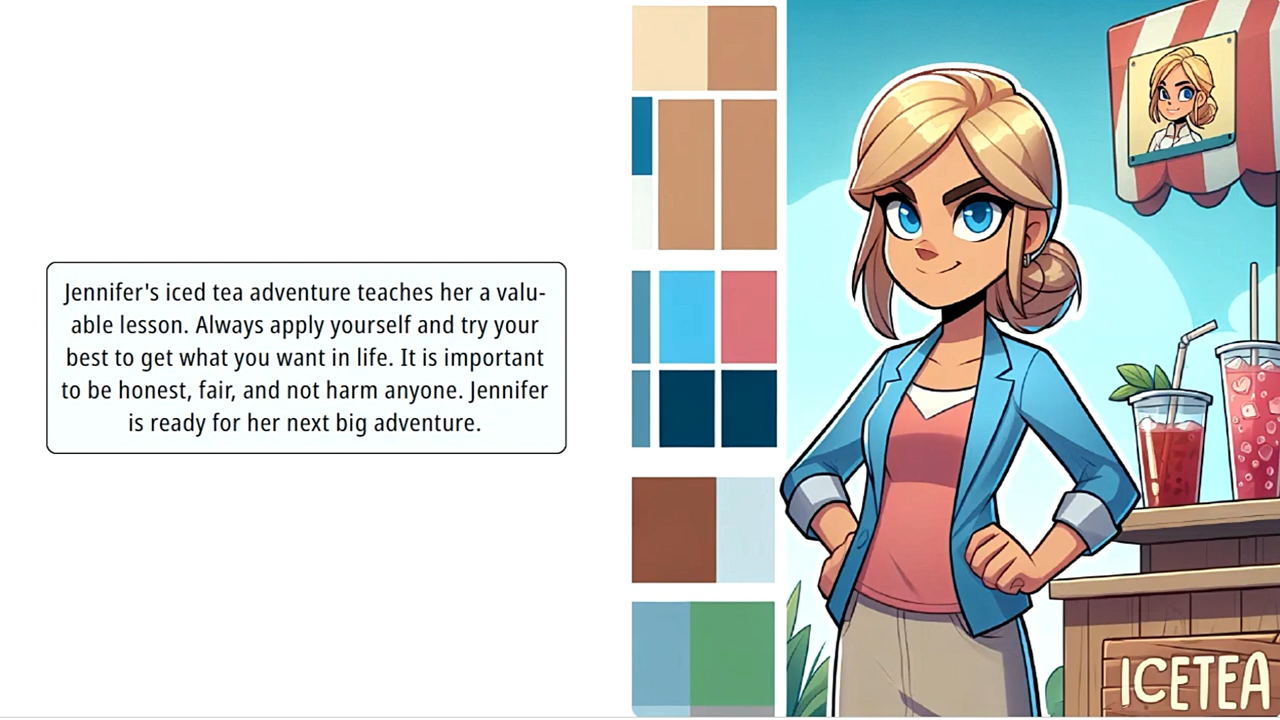 Jennifer's iced tea adventure teaches her a valu-
able lesson. Always apply yourself and try your
best to get what you want in life. It is important
to be honest, fair, and not harm anyone. Jennifer
is ready for her next big adventure.
ICETEA